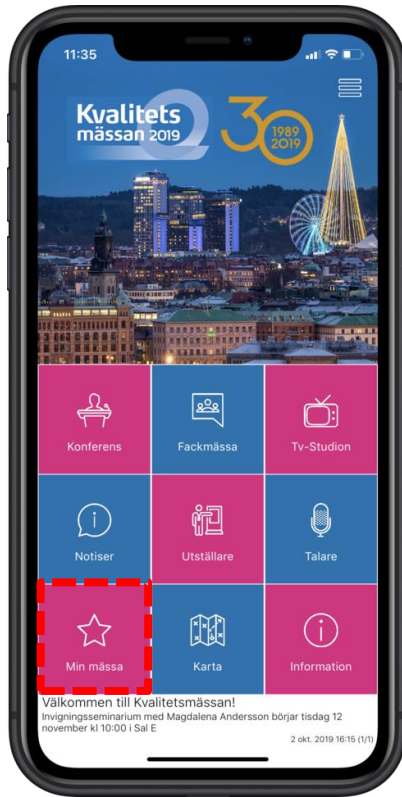 11:35
Kvalitets
mässan 2019
30
1989
2019
Konferens
Fackmässa
Tv-Studion
Notiser
Utställare
Talare
Min mässa
Karta
Information
Välkommen till Kvalitetsmässan!
Invigningsseminarium med Magdalena Andersson börjar tisdag 12
november kl 10:00 i Sal E
2 okt. 2019 16:15 (1/1)